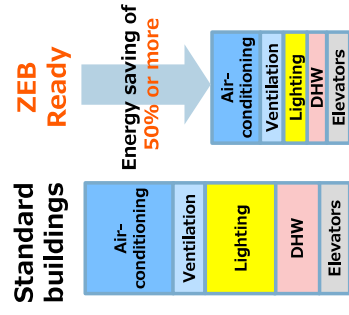 Standard
buildings
Air-
conditioning
Ventilation
Lighting
DHW
Elevators
ZEB
Ready
Energy saving of
50% or more
Air-
conditioning
Ventilation
Lighting
DHW
Elevators